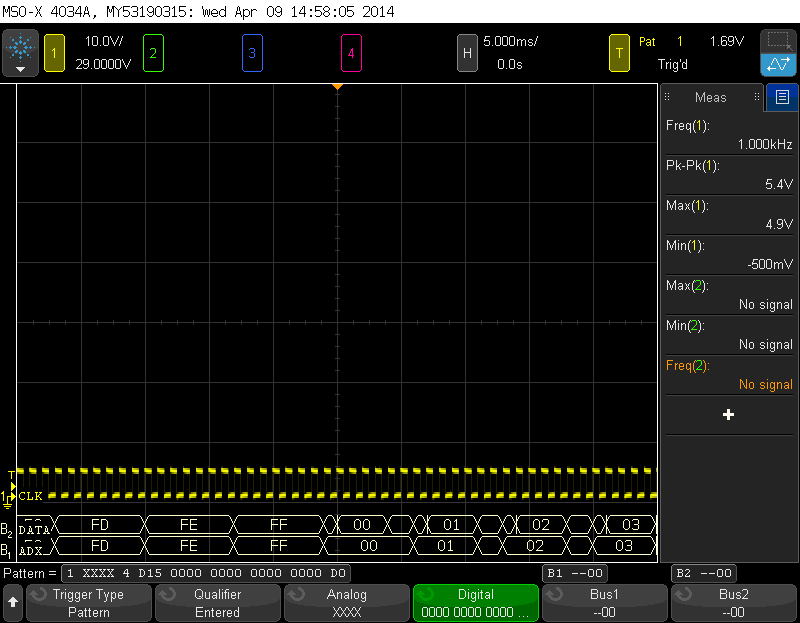 MSO-X 4034A, MY53190315: Wed Apr 09 14:58:05 2014
1 10.0V/ 29.0000V 2 3 4 H 5.000ms/ 0.0s T Pat 1 1.69V Trig'd
Meas
Freq(1):
1.000kHz
Pk-Pk(1):
5.4V
Max(1):
4.9V
Min(1):
-500mV
Max(2):
No signal
Min(2):
No signal
Freq(2):
No signal
T
1 CLK
B2 DATA FD FE FF 00 01 02 03
B1 ADX FD FE FF 00 01 02 03
Pattern = 1 XXXX 4 D15 0000 0000 0000 0000 D0 B1 --00 B2 --00
Trigger Type Qualifier Analog Digital Bus1 Bus2
Pattern Entered XXXX 0000 0000 0000 ... --00 --00